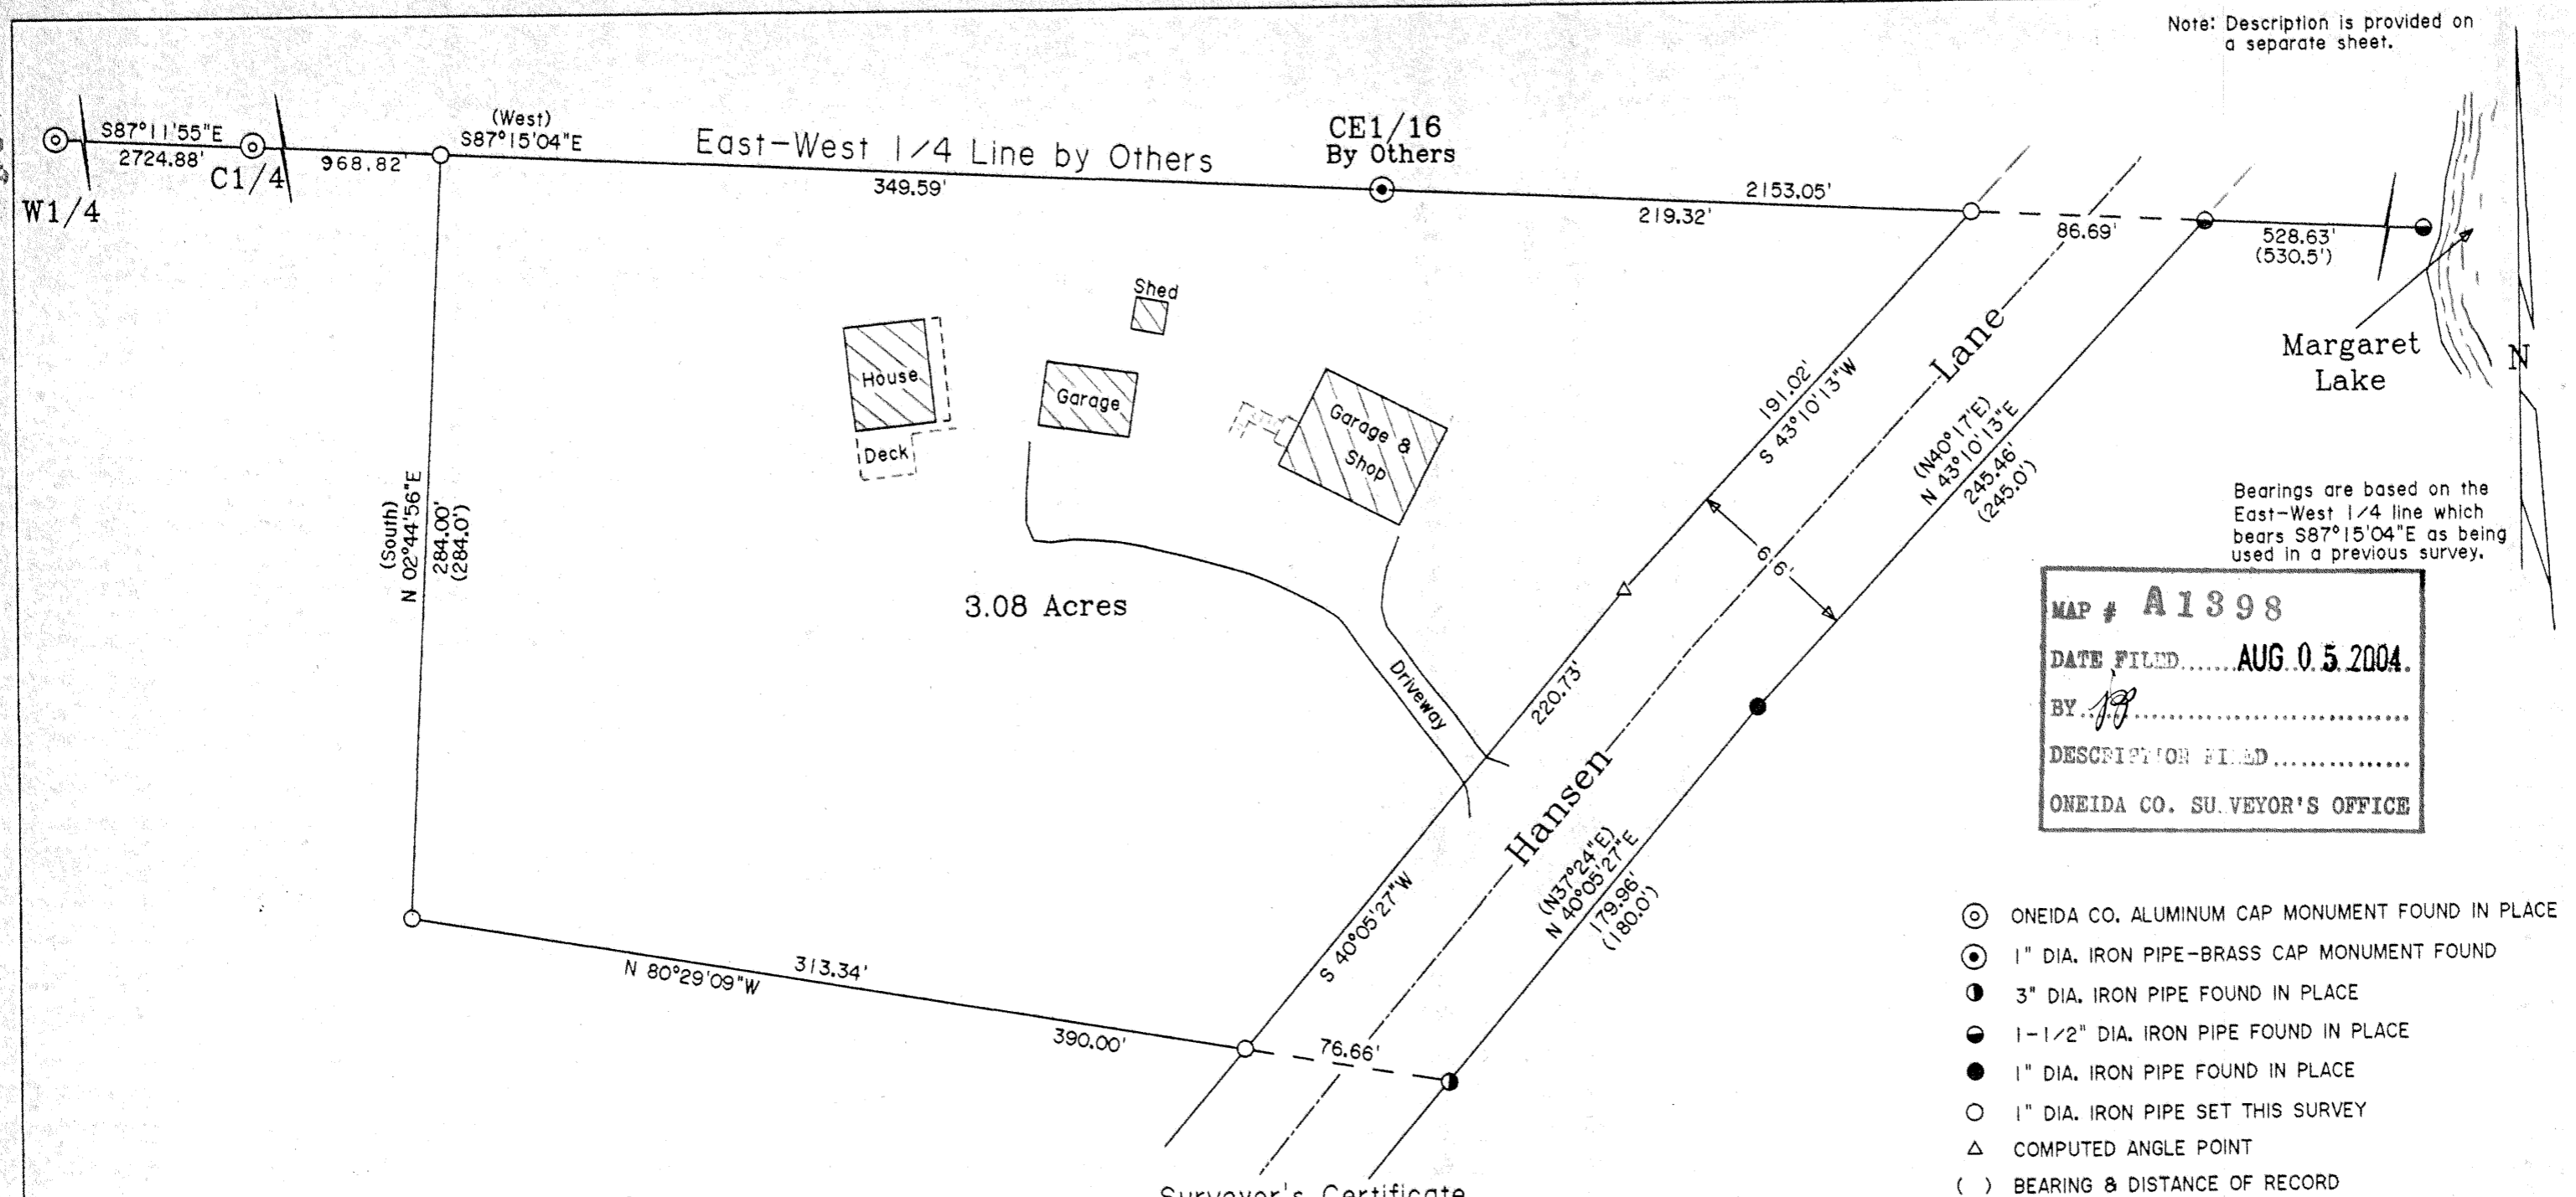 Note: Description is provided on
a separate sheet.
(West)
S87°11'55"E
S87°15'04"E
East-West 1/4 Line by Others
CE1/16
By Others
2724.88'
C1/4
968.82'
349.59'
2153.05'
219.32'
86.69'
528.63'
(530.5')
W1/4
Shed
House
Garage
Deck
Garage &
Shop
191.02'
S 43°10'13"W
Lane
(N40°17'E)
N 43°10'13"E
245.46'
(245.0')
Margaret
Lake
N
(South)
N 02°44'56"E
284.00'
(284.0')
Bearings are based on the
East-West 1/4 line which
bears S87°15'04"E as being
used in a previous survey.
66'
3.08 Acres
220.73'
Driveway
MAP # A1398
DATE FILED....... AUG 0 5 2004
BY
DESCRIPTION FILED
ONEIDA CO. SURVEYOR'S OFFICE
Hansen
(N37°24"E)
N 40°05'27"E
179.96'
(180.0')
S 40°05'27"W
313.34'
N 80°29'09"W
390.00'
76.66'
ONEIDA CO. ALUMINUM CAP MONUMENT FOUND IN PLACE
1" DIA. IRON PIPE-BRASS CAP MONUMENT FOUND
3" DIA. IRON PIPE FOUND IN PLACE
1-1/2" DIA. IRON PIPE FOUND IN PLACE
1" DIA. IRON PIPE FOUND IN PLACE
1" DIA. IRON PIPE SET THIS SURVEY
COMPUTED ANGLE POINT
( ) BEARING & DISTANCE OF RECORD
Surveyor's Certificate